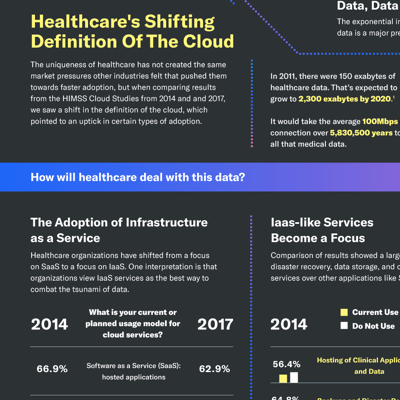 Healthcare's Shifting
Definition Of The Cloud
The uniqueness of healthcare has not created the same
market pressures other industries felt that pushed them
towards faster adoption, but when comparing results
from the HIMSS Cloud Studies from 2014 and and 2017,
we saw a shift in the definition of the cloud, which
pointed to an uptick in certain types of adoption.
Data, Data
The exponential in
data is a major pre
In 2011, there were 150 exabytes of
healthcare data. That's expected to
grow to 2,300 exabytes by 2020.¹
It would take the average 100Mbps
connection over 5,830,500 years to
all that medical data.
How will healthcare deal with this data?
The Adoption of Infrastructure
as a Service
Healthcare organizations have shifted from a focus
on SaaS to a focus on IaaS. One interpretation is that
organizations view IaaS services as the best way to
combat the tsunami of data.
2014
What is your current or
planned usage model for
cloud services?
2017
66.9%
Software as a Service (SaaS):
hosted applications
62.9%
Iaas-like Services
Become a Focus
Comparison of results showed a larg
disaster recovery, data storage, and
services over other applications like S
2014
Current Use
Do Not Use
56.4%
Hosting of Clinical Applic
and Data
64.8%